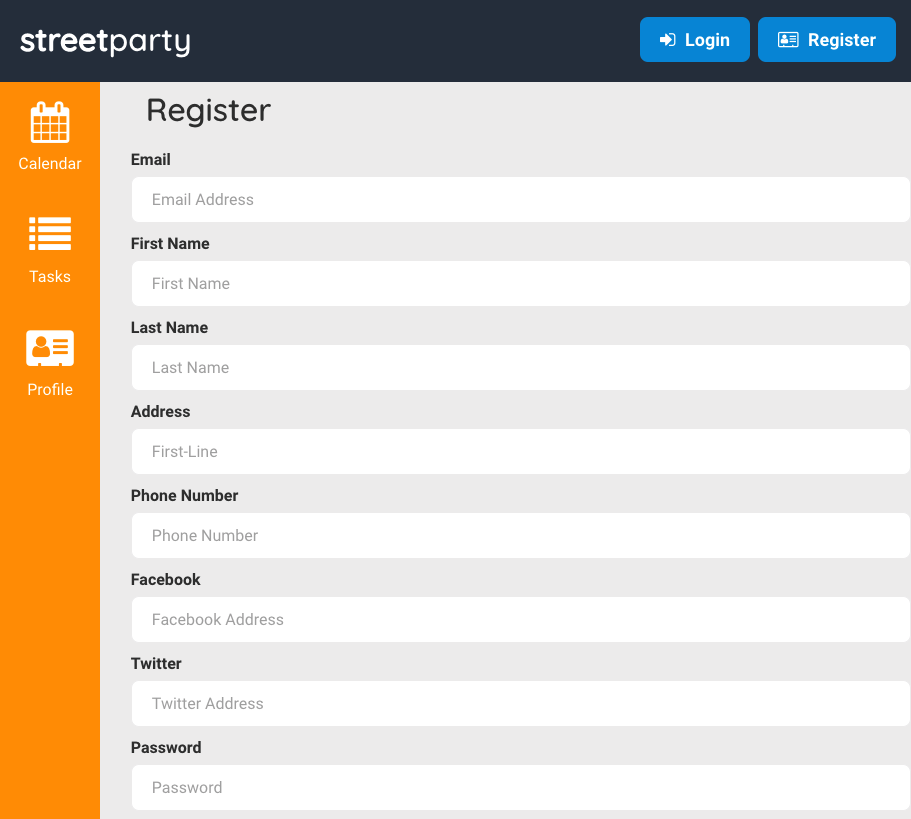 streetparty
Login
Register
Calendar
Tasks
Profile
Register
Email
Email Address
First Name
First Name
Last Name
Last Name
Address
First-Line
Phone Number
Phone Number
Facebook
Facebook Address
Twitter
Twitter Address
Password
Password